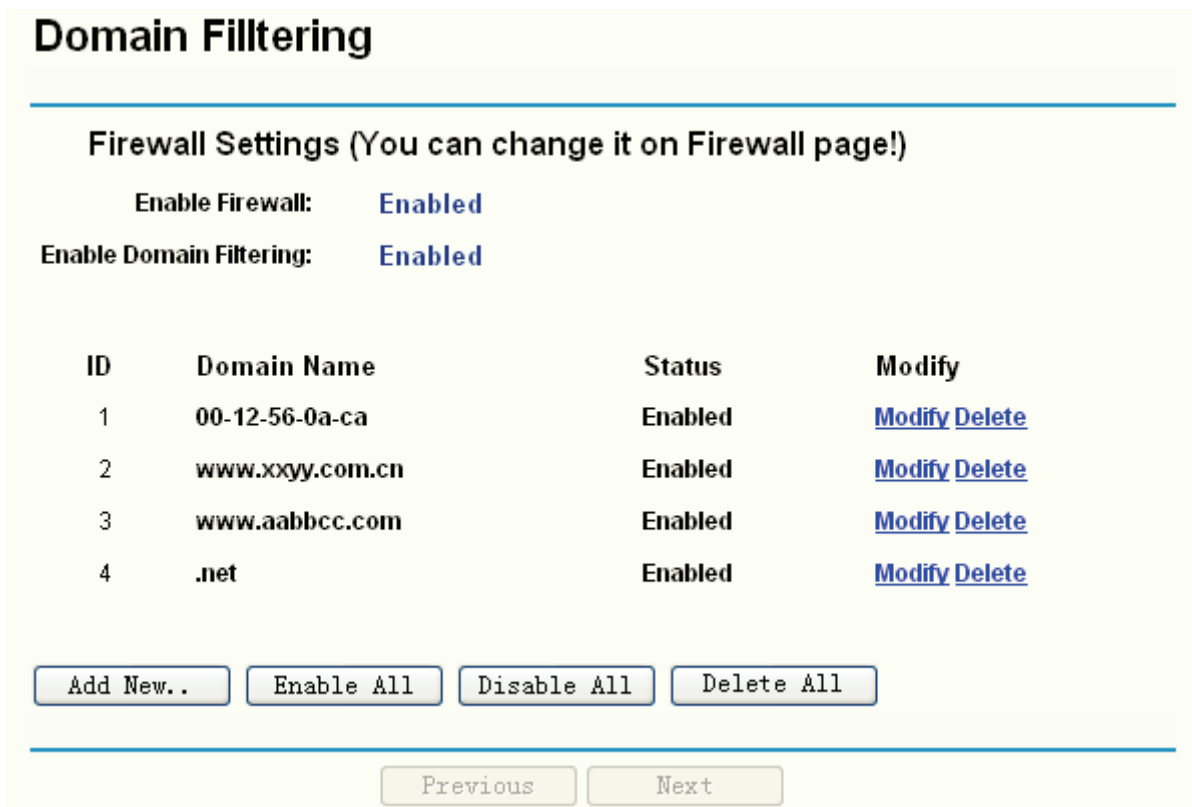 Domain Filltering
Firewall Settings (You can change it on Firewall page!)
Enable Firewall: Enabled
Enable Domain Filtering: Enabled
ID Domain Name Status Modify
1 00-12-56-0a-ca Enabled Modify Delete
2 www.xxyy.com.cn Enabled Modify Delete
3 www.aabbcc.com Enabled Modify Delete
4 .net Enabled Modify Delete
Add New.. Enable All Disable All Delete All
Previous Next